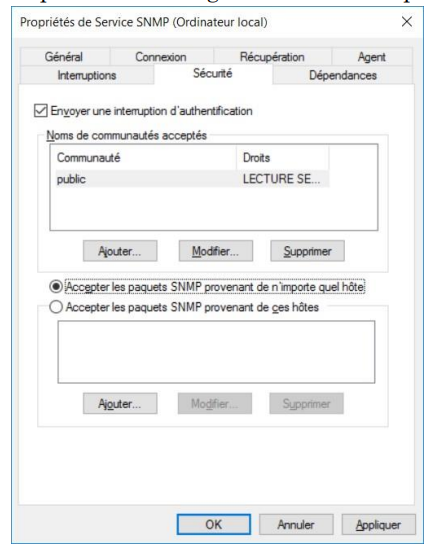 Propriétés de Service SNMP (Ordinateur local)
Général Connexion Récupération Agent
Interruptions Sécurité Dépendances
Envoyer une interruption d'authentification
Noms de communautés acceptés
Communauté Droits
public LECTURE SE...
Ajouter... Modifier... Supprimer
Accepter les paquets SNMP provenant de n'importe quel hôte
Accepter les paquets SNMP provenant de ces hôtes
Ajouter... Modifier... Supprimer
OK Annuler Appliquer